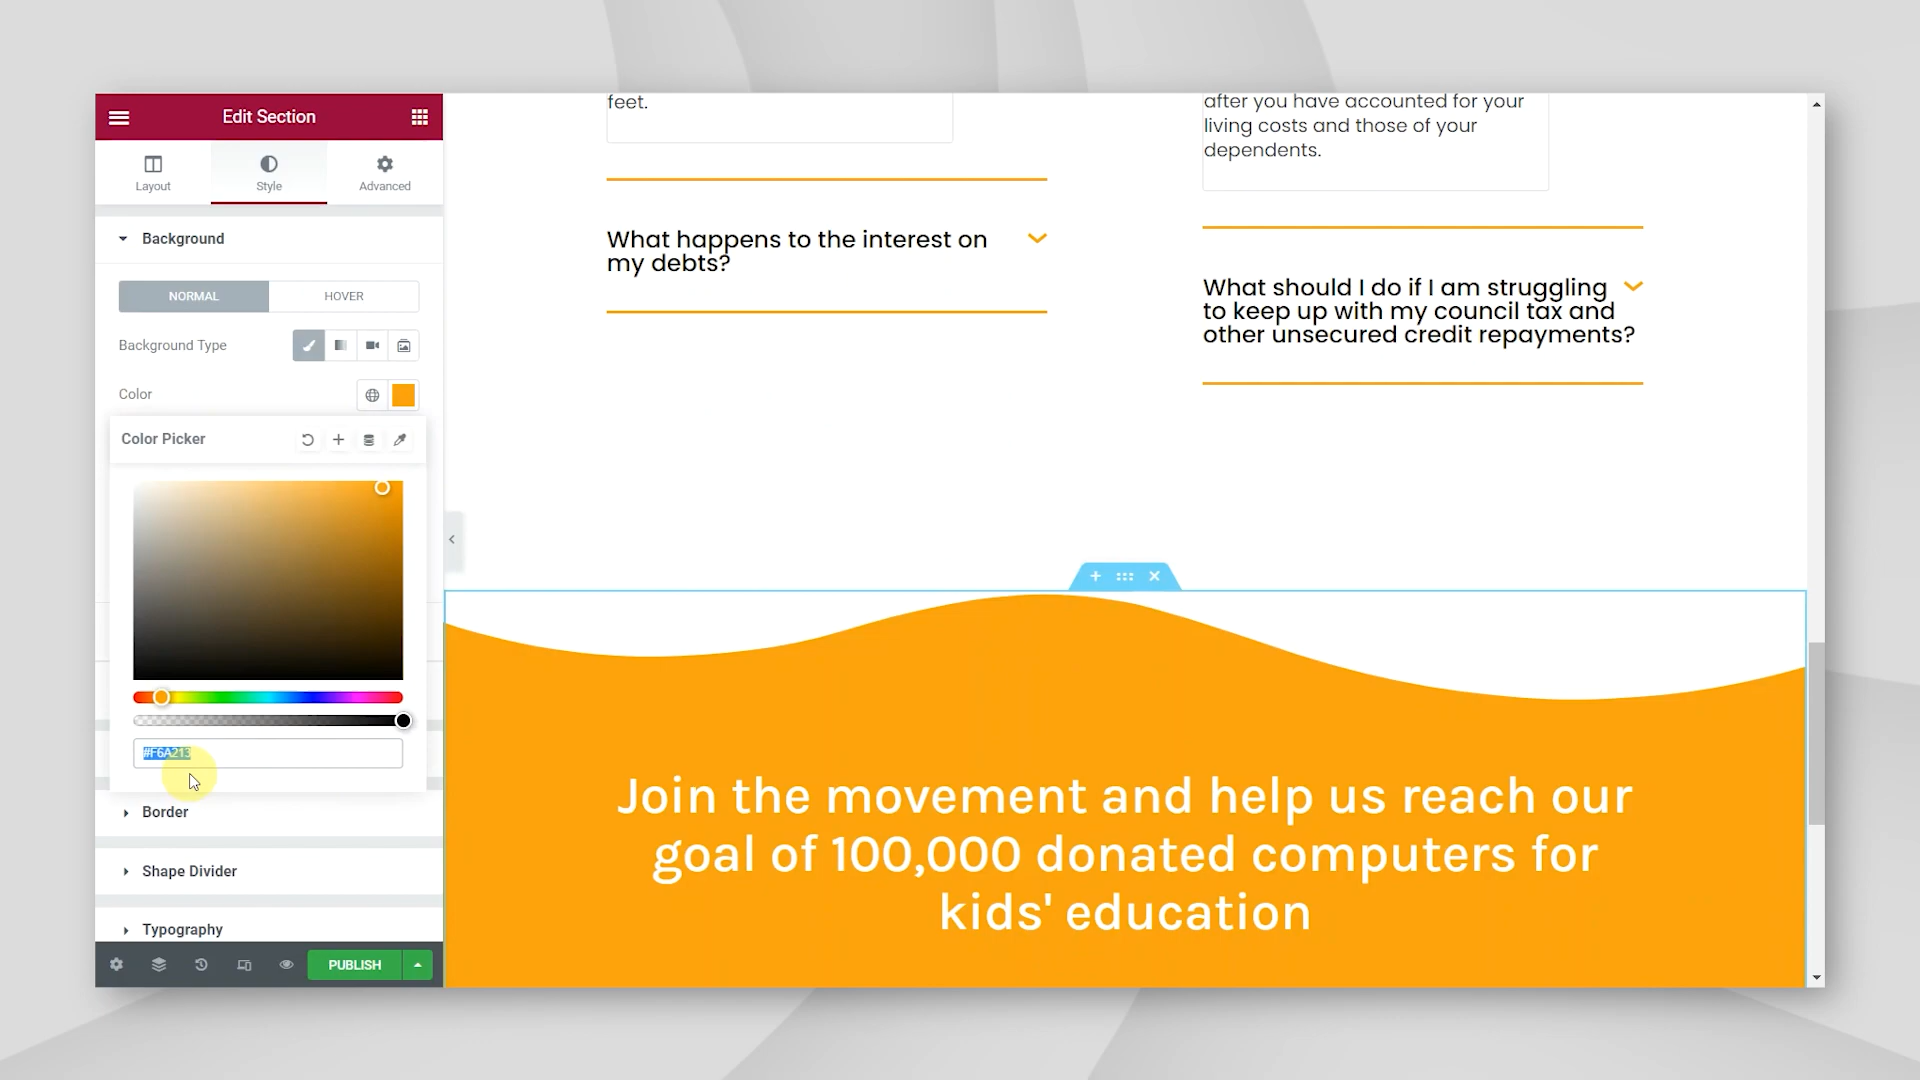 Edit Section
Layout
Style
Advanced
Background
NORMAL
HOVER
Background Type
Color
Color Picker
#F6A213
Border
Shape Divider
Typography
PUBLISH
feet.
What happens to the interest on
my debts?
after you have accounted for your
living costs and those of your
dependents.
What should I do if I am struggling
to keep up with my council tax and
other unsecured credit repayments?
Join the movement and help us reach our
goal of 100,000 donated computers for
kids' education